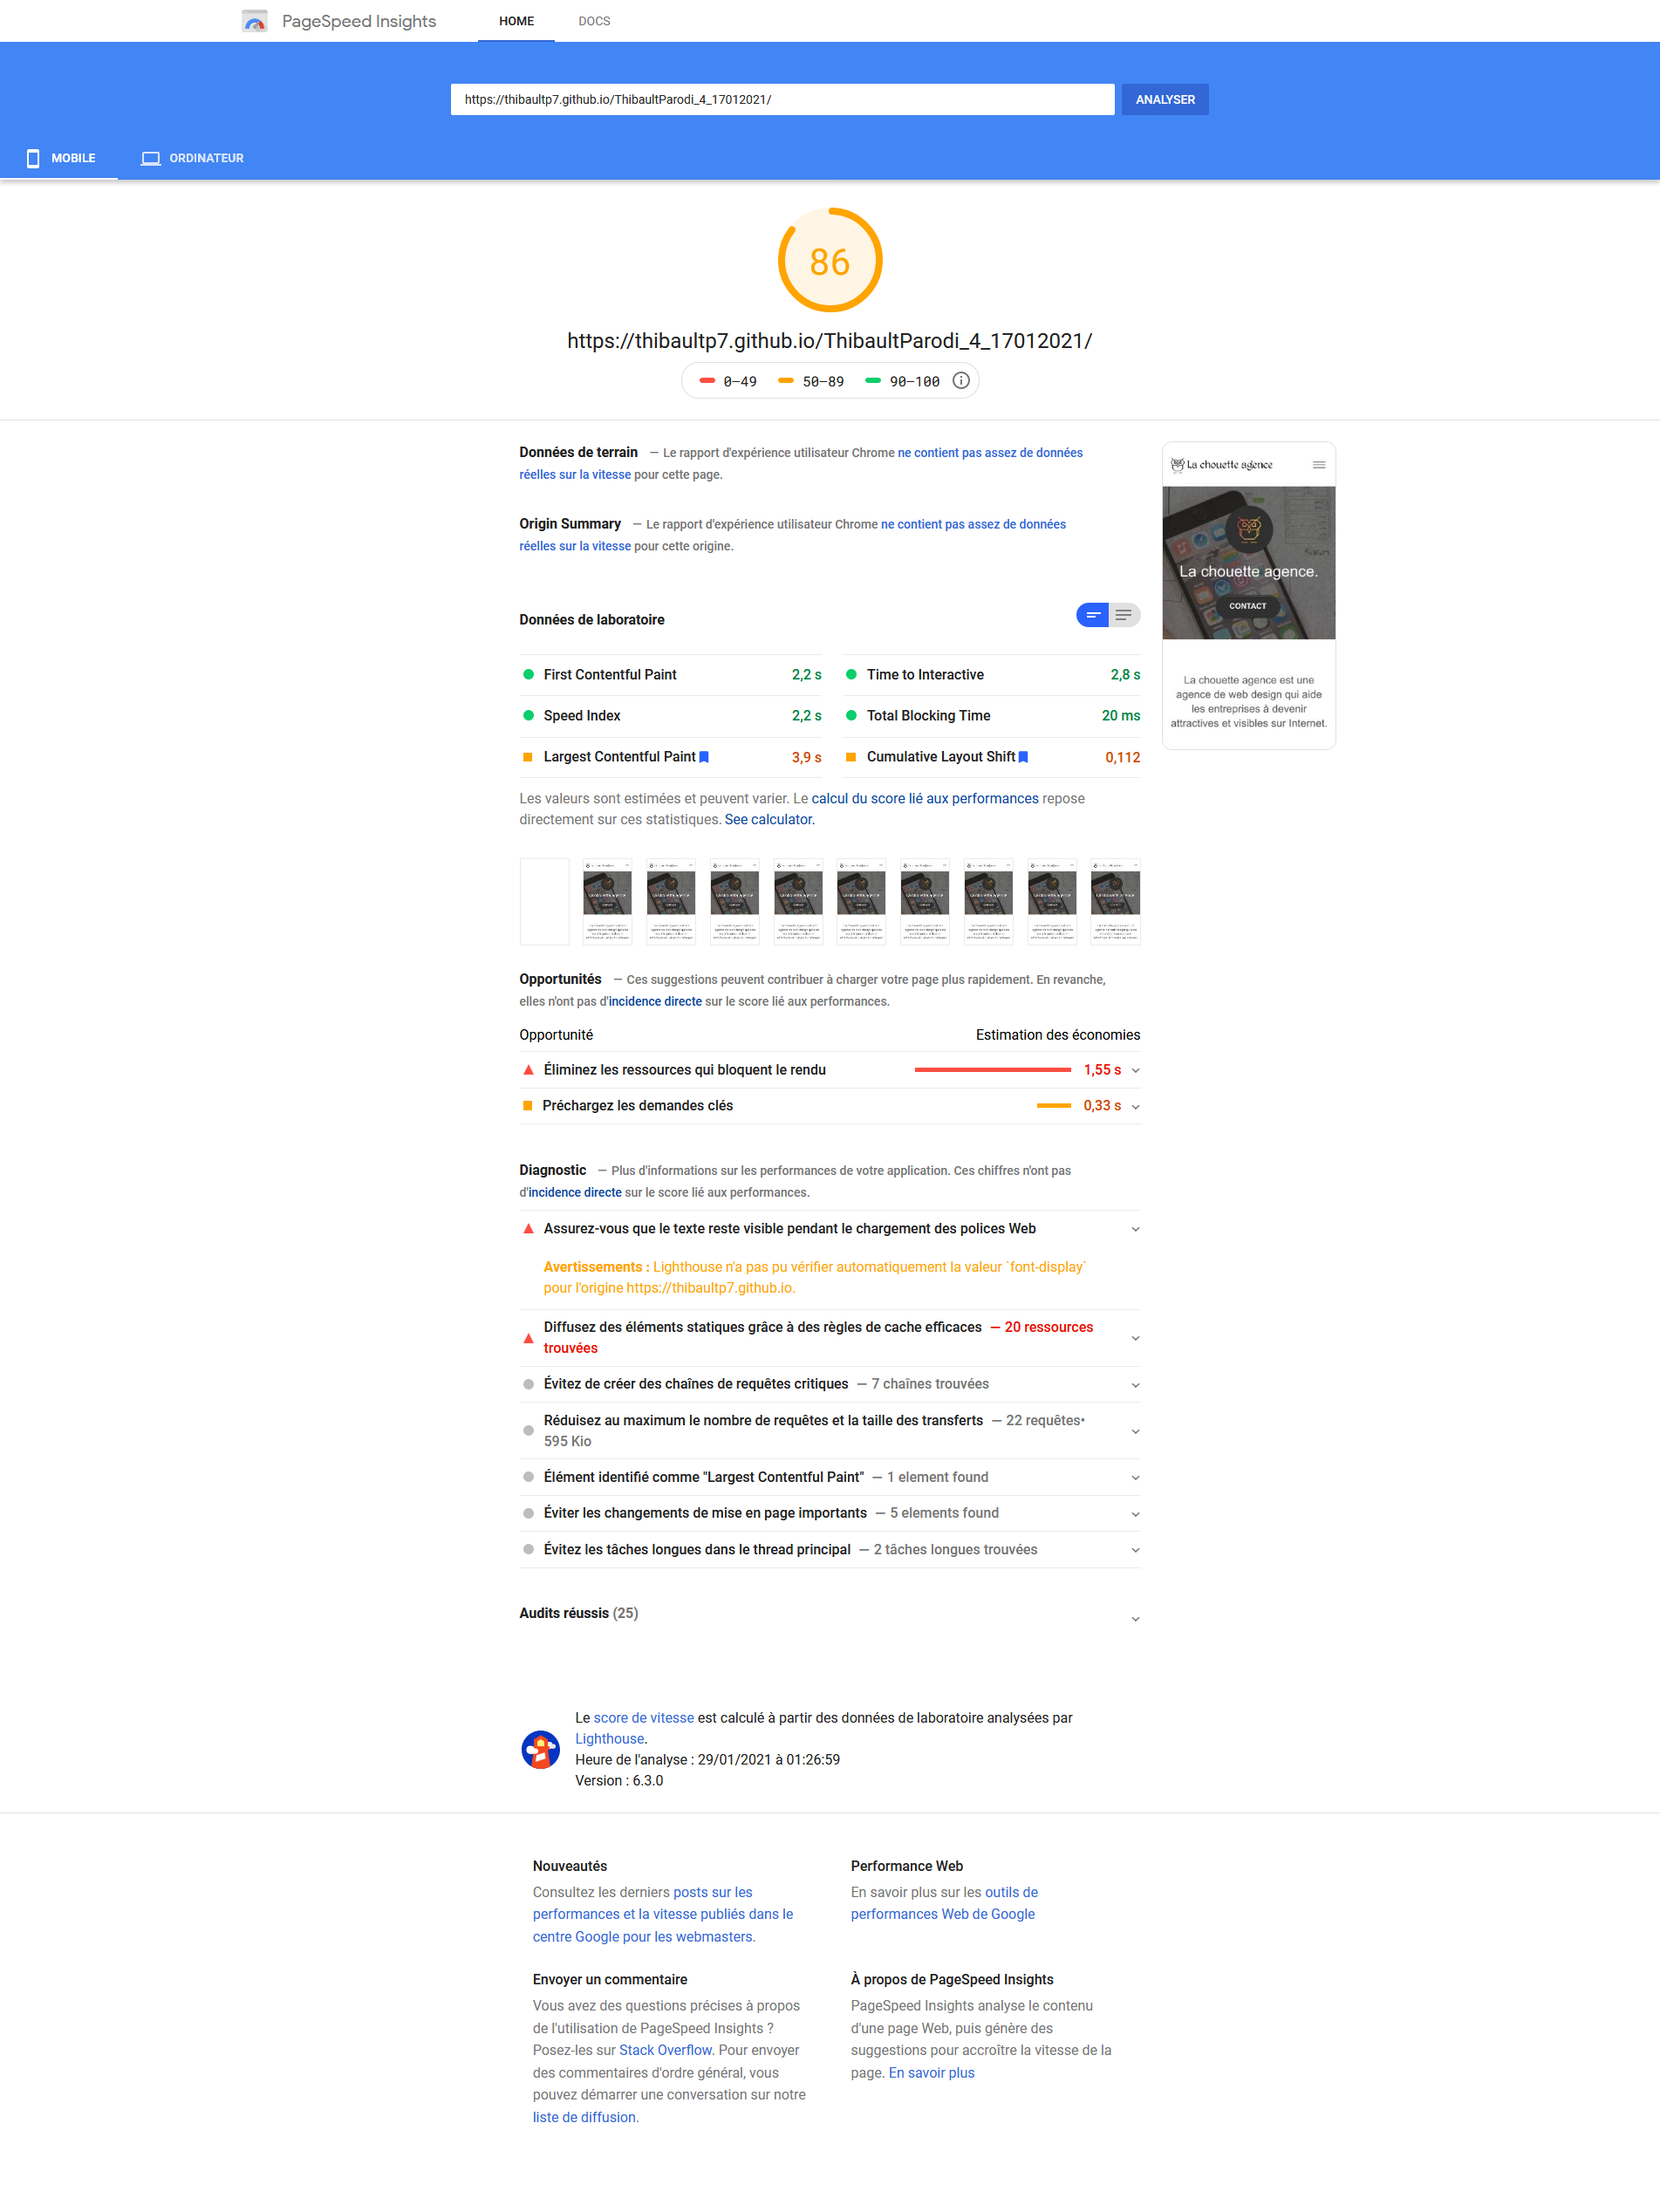 PageSpeed Insights
HOME
DOCS
https://thibaultp7.github.io/ThibaultParodi_4_17012021/
ANALYSER
MOBILE
ORDINATEUR
86
https://thibaultp7.github.io/ThibaultParodi_4_17012021/
0–49 50–89 90–100
Données de terrain — Le rapport d'expérience utilisateur Chrome ne contient pas assez de données
réelles sur la vitesse pour cette page.
Origin Summary — Le rapport d'expérience utilisateur Chrome ne contient pas assez de données
réelles sur la vitesse pour cette origine.
La chouette agence
La chouette agence.
CONTACT
La chouette agence est une
agence de web design qui aide
les entreprises à devenir
attractives et visibles sur Internet.
Données de laboratoire
First Contentful Paint 2,2 s
Time to Interactive 2,8 s
Speed Index 2,2 s
Total Blocking Time 20 ms
Largest Contentful Paint 3,9 s
Cumulative Layout Shift 0,112
Les valeurs sont estimées et peuvent varier. Le calcul du score lié aux performances repose
directement sur ces statistiques. See calculator.
Opportunités — Ces suggestions peuvent contribuer à charger votre page plus rapidement. En revanche,
elles n'ont pas d'incidence directe sur le score lié aux performances.
Opportunité Estimation des économies
Éliminez les ressources qui bloquent le rendu 1,55 s
Préchargez les demandes clés 0,33 s
Diagnostic — Plus d'informations sur les performances de votre application. Ces chiffres n'ont pas
d'incidence directe sur le score lié aux performances.
Assurez-vous que le texte reste visible pendant le chargement des polices Web
Avertissements : Lighthouse n'a pas pu vérifier automatiquement la valeur `font-display`
pour l'origine https://thibaultp7.github.io.
Diffusez des éléments statiques grâce à des règles de cache efficaces — 20 ressources
trouvées
Évitez de créer des chaînes de requêtes critiques — 7 chaînes trouvées
Réduisez au maximum le nombre de requêtes et la taille des transferts — 22 requêtes•
595 Kio
Élément identifié comme "Largest Contentful Paint" — 1 element found
Éviter les changements de mise en page importants — 5 elements found
Évitez les tâches longues dans le thread principal — 2 tâches longues trouvées
Audits réussis (25)
Le score de vitesse est calculé à partir des données de laboratoire analysées par
Lighthouse.
Heure de l'analyse : 29/01/2021 à 01:26:59
Version : 6.3.0
Nouveautés
Consultez les derniers posts sur les
performances et la vitesse publiés dans le
centre Google pour les webmasters.
Performance Web
En savoir plus sur les outils de
performances Web de Google
Envoyer un commentaire
Vous avez des questions précises à propos
de l'utilisation de PageSpeed Insights ?
Posez-les sur Stack Overflow. Pour envoyer
des commentaires d'ordre général, vous
pouvez démarrer une conversation sur notre
liste de diffusion.
À propos de PageSpeed Insights
PageSpeed Insights analyse le contenu
d'une page Web, puis génère des
suggestions pour accroître la vitesse de la
page. En savoir plus